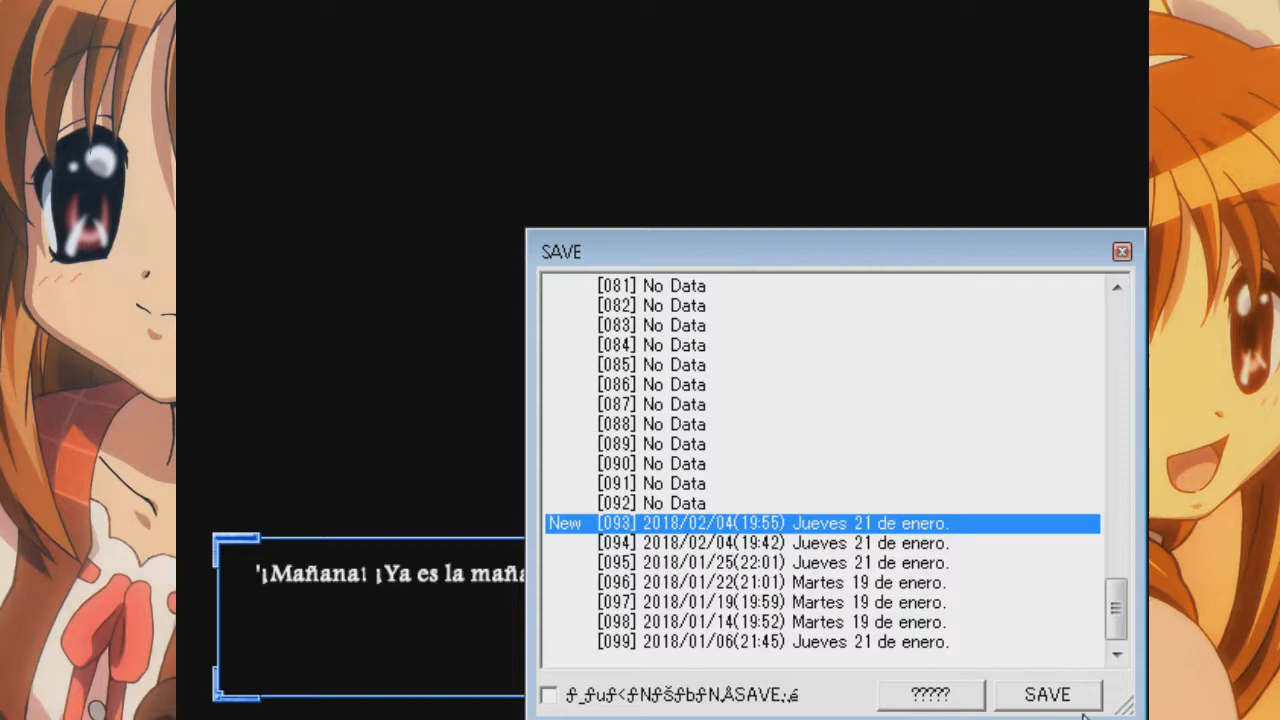 SAVE
[081] No Data
[082] No Data
[083] No Data
[084] No Data
[085] No Data
[086] No Data
[087] No Data
[088] No Data
[089] No Data
[090] No Data
[091] No Data
[092] No Data
New [093] 2018/02/04(19:55) Jueves 21 de enero.
[094] 2018/02/04(19:42) Jueves 21 de enero.
[095] 2018/01/25(22:01) Jueves 21 de enero.
[096] 2018/01/22(21:01) Martes 19 de enero.
[097] 2018/01/19(19:59) Martes 19 de enero.
[098] 2018/01/14(19:52) Martes 19 de enero.
[099] 2018/01/06(21:45) Jueves 21 de enero.
'¡Mañana! ¡Ya es la maña
ƒ_ƒuƒ<ƒNƒŠƒbƒN‚ÅSAVE‚·‚é
?????
SAVE